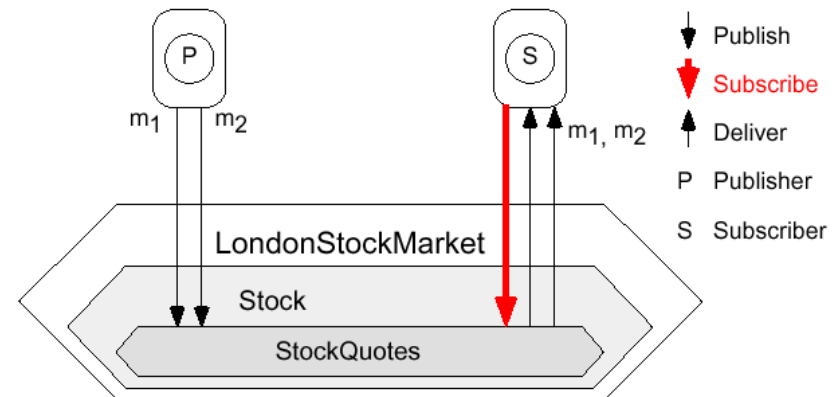 P
S
m1
m2
m1, m2
LondonStockMarket
Stock
StockQuotes
Publish
Subscribe
Deliver
P Publisher
S Subscriber